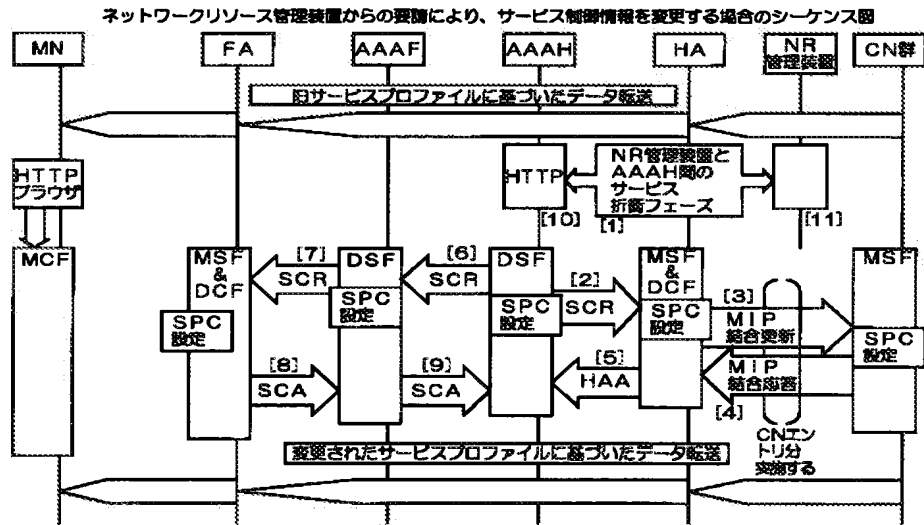 ネットワークリソース管理装置からの要請により、サービス制御情報を変更する場合のシーケンス図
MN
FA
AAAF
AAAH
HA
NR
管理装置
CN群
旧サービスプロファイルに基づいたデータ転送
HTTP
ブラウザ
HTTP
NR管理装置と
AAAH間の
サービス
折衝フェーズ
[10]
[1]
[11]
MCF
MSF
&
DCF
SPC
設定
[7]
SCR
DSF
SPC
設定
[6]
SCR
DSF
SPC
設定
[2]
SCR
MSF
&
DCF
SPC
設定
[3]
MIP
結合更新
MSF
SPC
設定
[8]
SCA
[9]
SCA
[5]
HAA
MIP
結合応答
[4]
CNエン
トリ分
実施する
変更されたサービスプロファイルに基づいたデータ転送